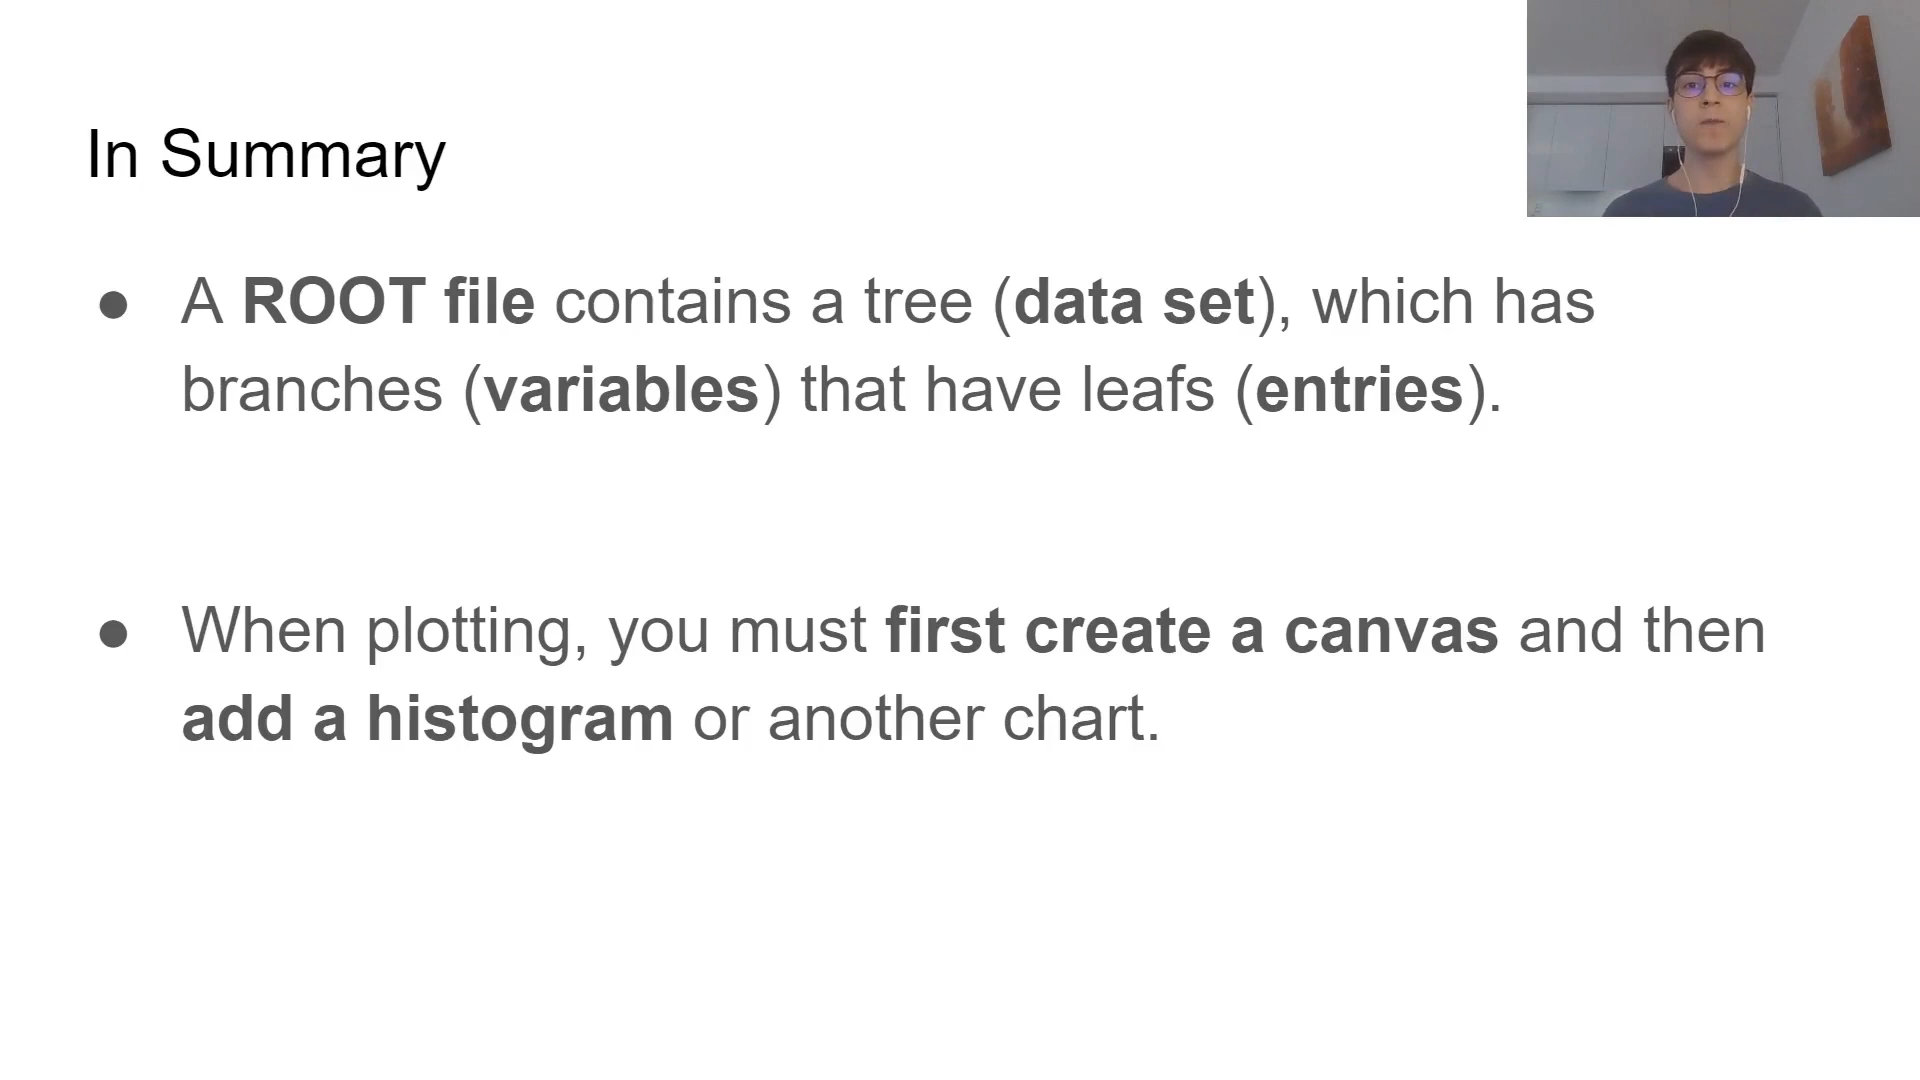 In Summary
● A ROOT file contains a tree (data set), which has
branches (variables) that have leafs (entries).
● When plotting, you must first create a canvas and then
add a histogram or another chart.